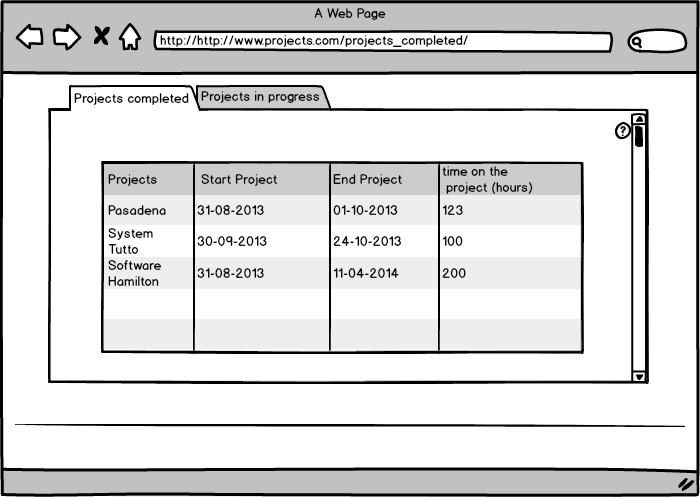 A Web Page
http://http://www.projects.com/projects_completed/
Projects completed Projects in progress
?
Projects Start Project End Project time on the
project (hours)
Pasadena 31-08-2013 01-10-2013 123
System
Tutto 30-09-2013 24-10-2013 100
Software
Hamilton 31-08-2013 11-04-2014 200